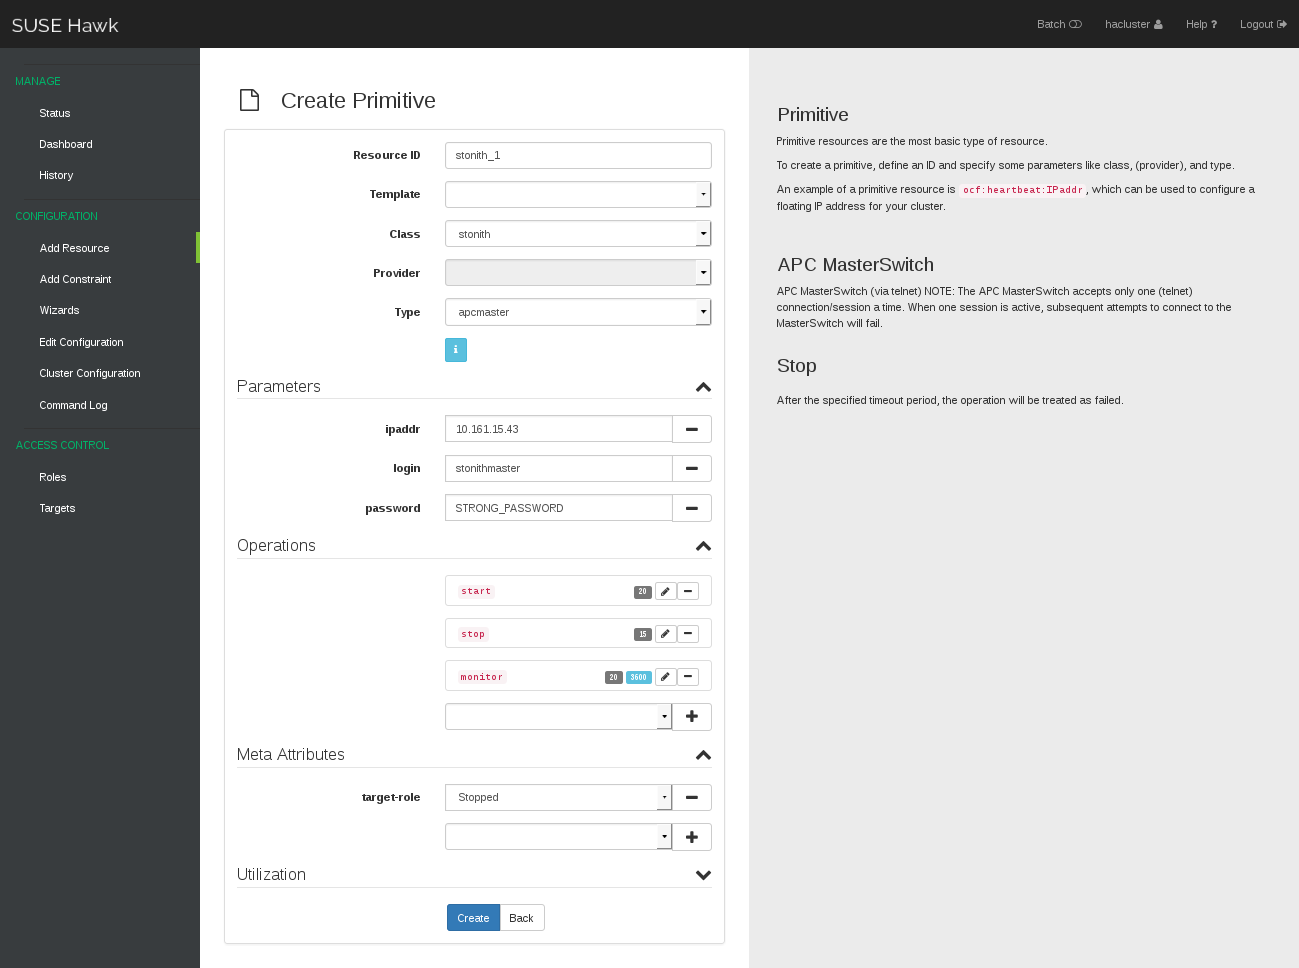 SUSE Hawk
Batch hacluster Help ? Logout
MANAGE
Status
Dashboard
History
CONFIGURATION
Add Resource
Add Constraint
Wizards
Edit Configuration
Cluster Configuration
Command Log
ACCESS CONTROL
Roles
Targets
Create Primitive
Resource ID stonith_1
Template
Class stonith
Provider
Type apcmaster
i
Parameters
ipaddr 10.161.15.43
login stonithmaster
password STRONG_PASSWORD
Operations
start 20
stop 15
monitor 20 3600
Meta Attributes
target-role Stopped
Utilization
Create Back
Primitive
Primitive resources are the most basic type of resource.
To create a primitive, define an ID and specify some parameters like class, (provider), and type.
An example of a primitive resource is ocf:heartbeat:IPaddr, which can be used to configure a
floating IP address for your cluster.
APC MasterSwitch
APC MasterSwitch (via telnet) NOTE: The APC MasterSwitch accepts only one (telnet)
connection/session a time. When one session is active, subsequent attempts to connect to the
MasterSwitch will fail.
Stop
After the specified timeout period, the operation will be treated as failed.